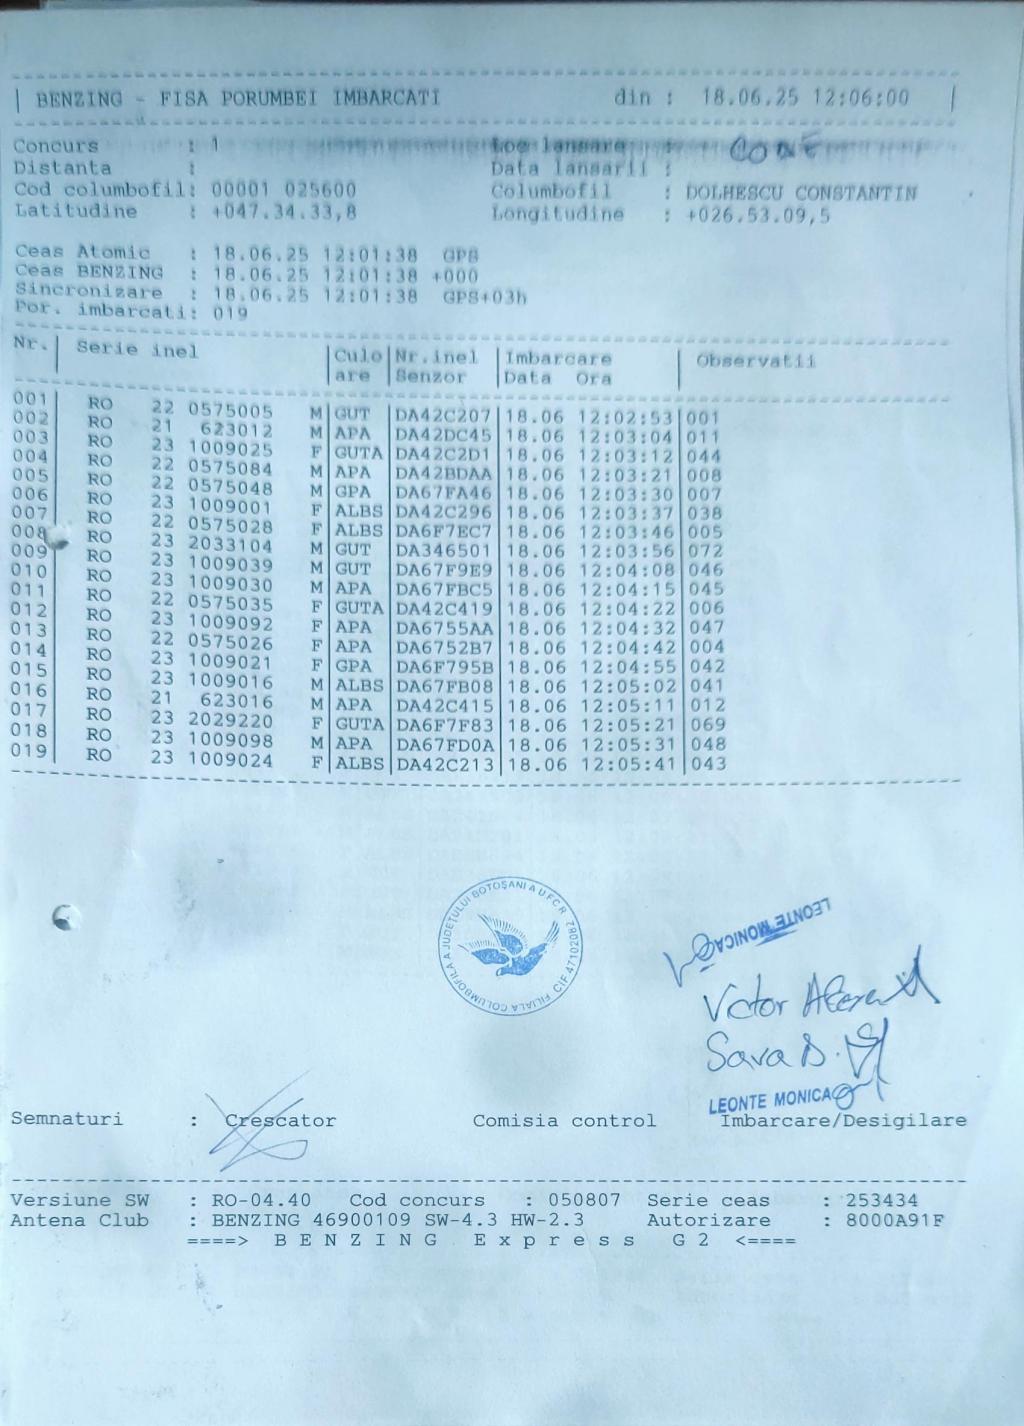 | BENZING - FISA PORUMBEI IMBARCATI din : 18.06.25 12:06:00 |
Concurs : 1 Loc lansare :
Distanta : Data lansarii :
Cod columbofil: 00001 025600 Columbofil : DOLHESCU CONSTANTIN
Latitudine : +047.34.33,8 Longitudine : +026.53.09,5
Ceas Atomic : 18.06.25 12:01:38 GPS
Ceas BENZING : 18.06.25 12:01:38 +000
Sincronizare : 18.06.25 12:01:38 GPS+03h
Por. imbarcati: 019
Nr.| Serie inel |Culo|Nr.inel |Imbarcare | Observatii
|are |Senzor |Data Ora |
001| RO 22 0575005 M|GUT |DA42C207|18.06 12:02:53|001
002| RO 21 623012 M|APA |DA42DC45|18.06 12:03:04|011
003| RO 23 1009025 F|GUTA|DA42C2D1|18.06 12:03:12|044
004| RO 22 0575084 M|APA |DA42BDAA|18.06 12:03:21|008
005| RO 22 0575048 M|GPA |DA67FA46|18.06 12:03:30|007
006| RO 23 1009001 F|ALBS|DA42C296|18.06 12:03:37|038
007| RO 22 0575028 F|ALBS|DA6F7EC7|18.06 12:03:46|005
008| RO 23 2033104 M|GUT |DA346501|18.06 12:03:56|072
009| RO 23 1009039 M|GUT |DA67F9E9|18.06 12:04:08|046
010| RO 23 1009030 M|APA |DA67FBC5|18.06 12:04:15|045
011| RO 22 0575035 F|GUTA|DA42C419|18.06 12:04:22|006
012| RO 23 1009092 F|APA |DA6755AA|18.06 12:04:32|047
013| RO 22 0575026 F|APA |DA6752B7|18.06 12:04:42|004
014| RO 23 1009021 F|GPA |DA6F795B|18.06 12:04:55|042
015| RO 23 1009016 M|ALBS|DA67FB08|18.06 12:05:02|041
016| RO 21 623016 M|APA |DA42C415|18.06 12:05:11|012
017| RO 23 2029220 F|GUTA|DA6F7F83|18.06 12:05:21|069
018| RO 23 1009098 M|APA |DA67FD0A|18.06 12:05:31|048
019| RO 23 1009024 F|ALBS|DA42C213|18.06 12:05:41|043
FILIALA COLUMBOFILA A JUDEȚULUI BOTOȘANI A U.F.C.R. CIF 47102087
LEONTE MONICA
Victor
Sava D.
LEONTE MONICA
Semnaturi : Crescator Comisia control Imbarcare/Desigilare
Versiune SW : RO-04.40 Cod concurs : 050807 Serie ceas : 253434
Antena Club : BENZING 46900109 SW-4.3 HW-2.3 Autorizare : 8000A91F
====> B E N Z I N G E x p r e s s G 2 <====